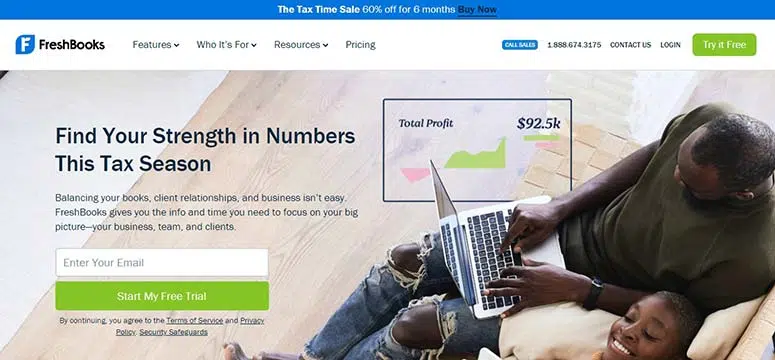 The Tax Time Sale 60% off for 6 months Buy Now
FreshBooks
Features Who It's For Resources Pricing
CALL SALES 1.888.674.3175 CONTACT US LOGIN Try it Free
Total Profit $92.5k
Find Your Strength in Numbers
This Tax Season
Balancing your books, client relationships, and business isn't easy.
FreshBooks gives you the info and time you need to focus on your big
picture—your business, team, and clients.
Enter Your Email
Start My Free Trial
By continuing, you agree to the Terms of Service and Privacy
Policy. Security Safeguards